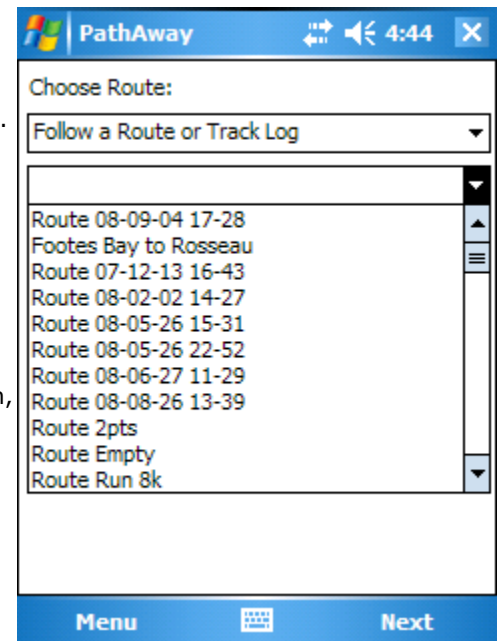 PathAway 4:44
Choose Route:
.
Follow a Route or Track Log
Route 08-09-04 17-28
Footes Bay to Rosseau
Route 07-12-13 16-43
Route 08-02-02 14-27
Route 08-05-26 15-31
Route 08-05-26 22-52
Route 08-06-27 11-29
n,
Route 08-08-26 13-39
Route 2pts
Route Empty
Route Run 8k
Menu Next